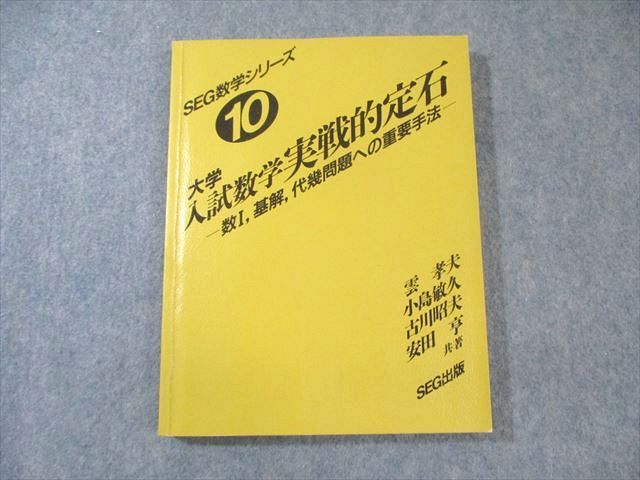 SEG数学シリーズ
10
大学
入試数学実戦的定石
―数I, 基解, 代幾問題への重要手法―
雲 孝夫
小島敏久
古川昭夫
安田 亨
共著
SEG出版